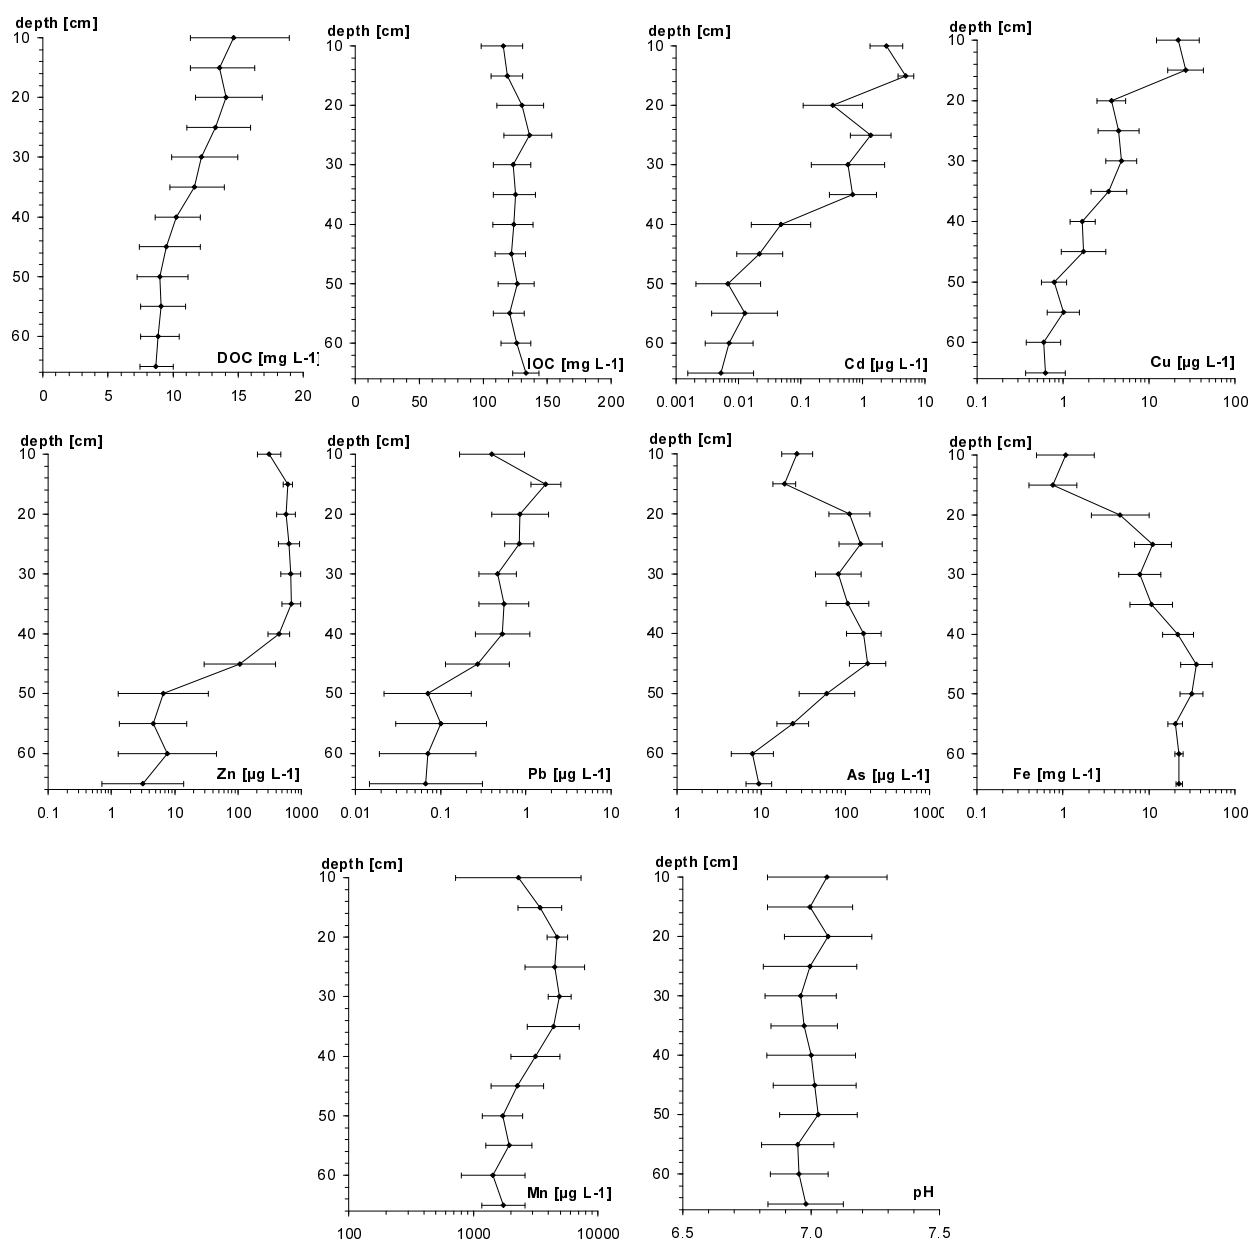 depth [cm]
10
20
30
40
50
60
DOC [mg L-1]
0 5 10 15 20
depth [cm]
10
20
30
40
50
60
IOC [mg L-1]
0 50 100 150 200
depth [cm]
10
20
30
40
50
60
Cd [µg L-1]
0.001 0.01 0.1 1 10
depth [cm]
10
20
30
40
50
60
Cu [µg L-1]
0.1 1 10 100
depth [cm]
10
20
30
40
50
60
Zn [µg L-1]
0.1 1 10 100 1000
depth [cm]
10
20
30
40
50
60
Pb [µg L-1]
0.01 0.1 1 10
depth [cm]
10
20
30
40
50
60
As [µg L-1]
1 10 100 1000
depth [cm]
10
20
30
40
50
60
Fe [mg L-1]
0.1 1 10 100
depth [cm]
10
20
30
40
50
60
Mn [µg L-1]
100 1000 10000
depth [cm]
10
20
30
40
50
60
pH
6.5 7.0 7.5